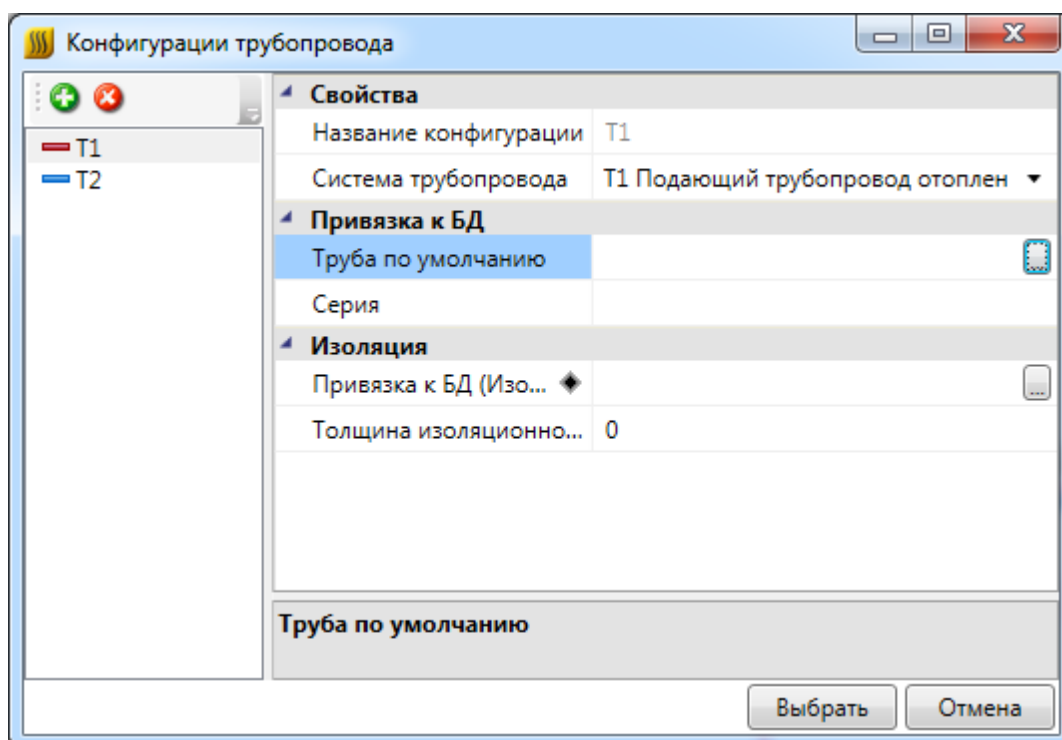 Конфигурации трубопровода
T1
T2
Свойства
Название конфигурации T1
Система трубопровода T1 Подающий трубопровод отоплен
Привязка к БД
Труба по умолчанию ...
Серия
Изоляция
Привязка к БД (Изо... ...
Толщина изоляционно... 0
Труба по умолчанию
Выбрать Отмена